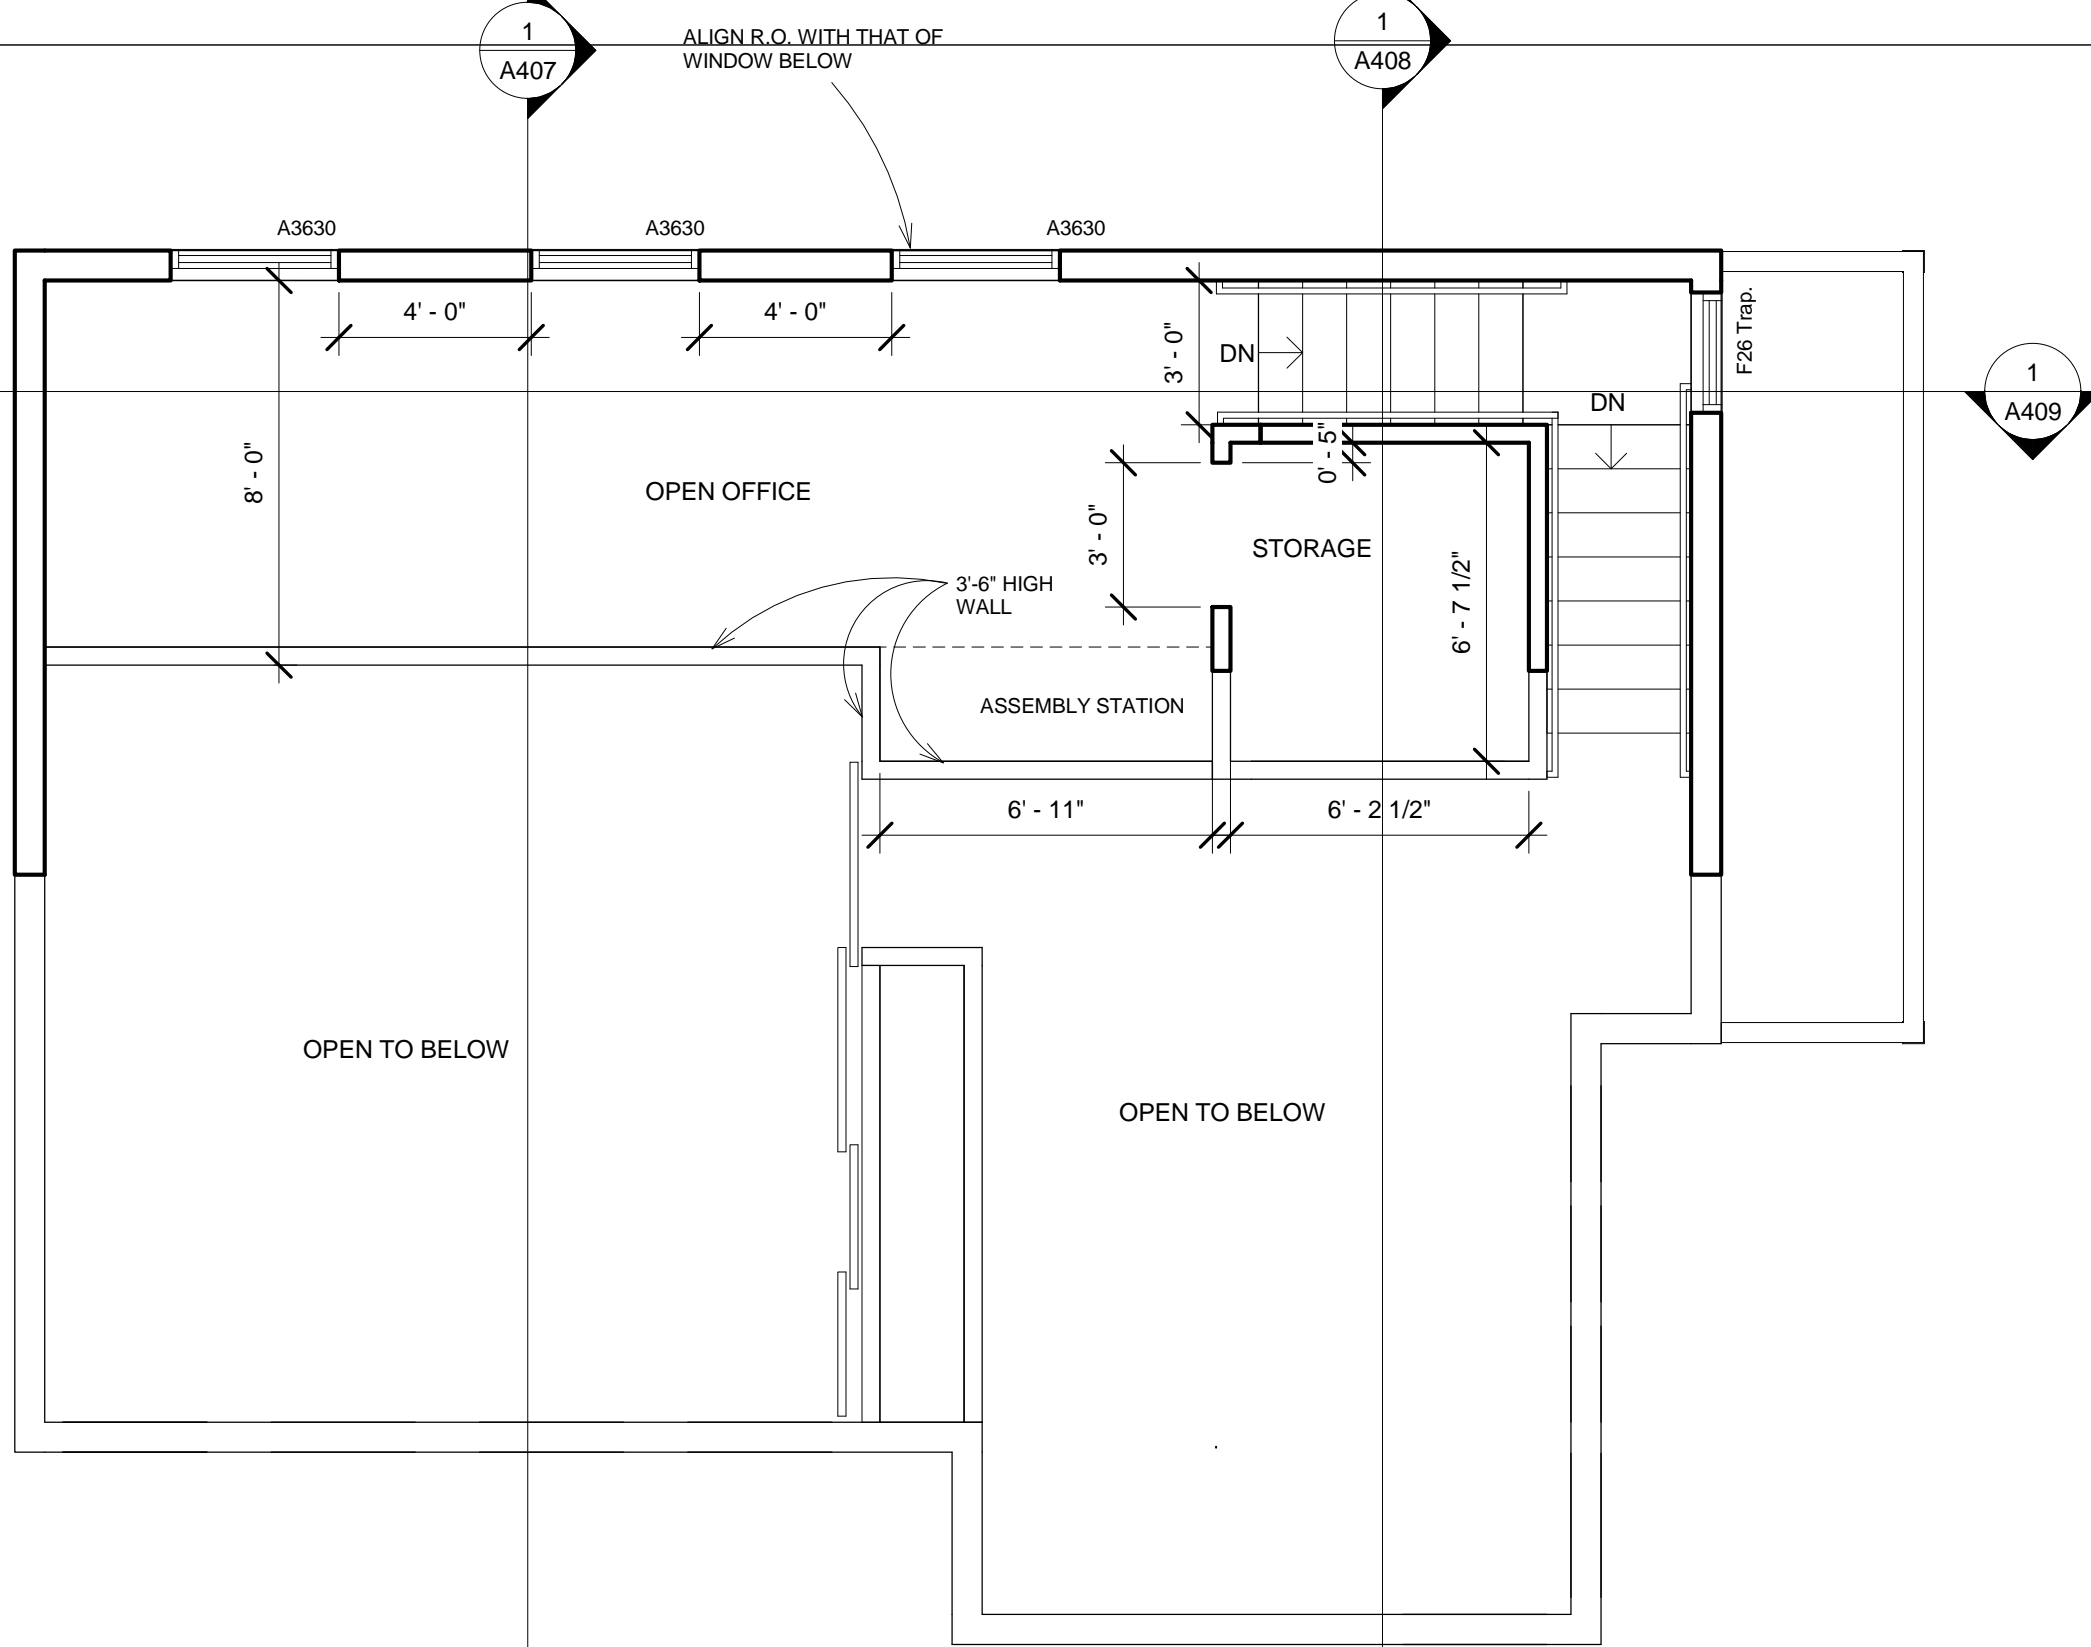 1
A407
ALIGN R.O. WITH THAT OF
WINDOW BELOW
1
A408
A3630
A3630
A3630
4' - 0"
4' - 0"
3' - 0"
DN
F26 Trap.
1
A409
DN
8' - 0"
OPEN OFFICE
0' - 5"
3' - 0"
STORAGE
6' - 7 1/2"
3'-6" HIGH
WALL
ASSEMBLY STATION
6' - 11"
6' - 2 1/2"
OPEN TO BELOW
OPEN TO BELOW